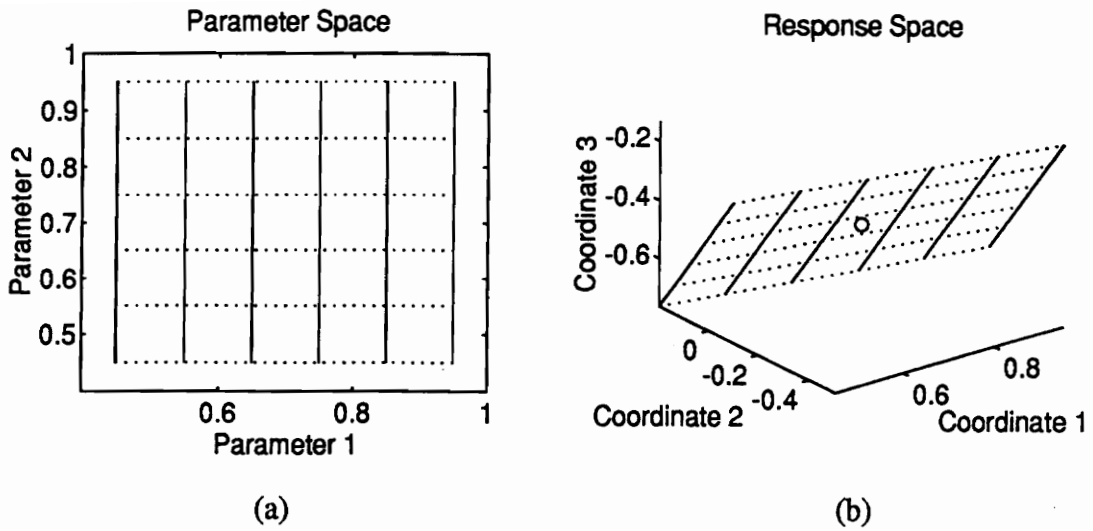 Parameter Space
1
0.9
0.8
0.7
0.6
0.5
Parameter 2
0.6
0.8
1
Parameter 1
(a)
Response Space
-0.2
-0.4
-0.6
Coordinate 3
0
-0.2
-0.4
Coordinate 2
0.6
0.8
Coordinate 1
(b)